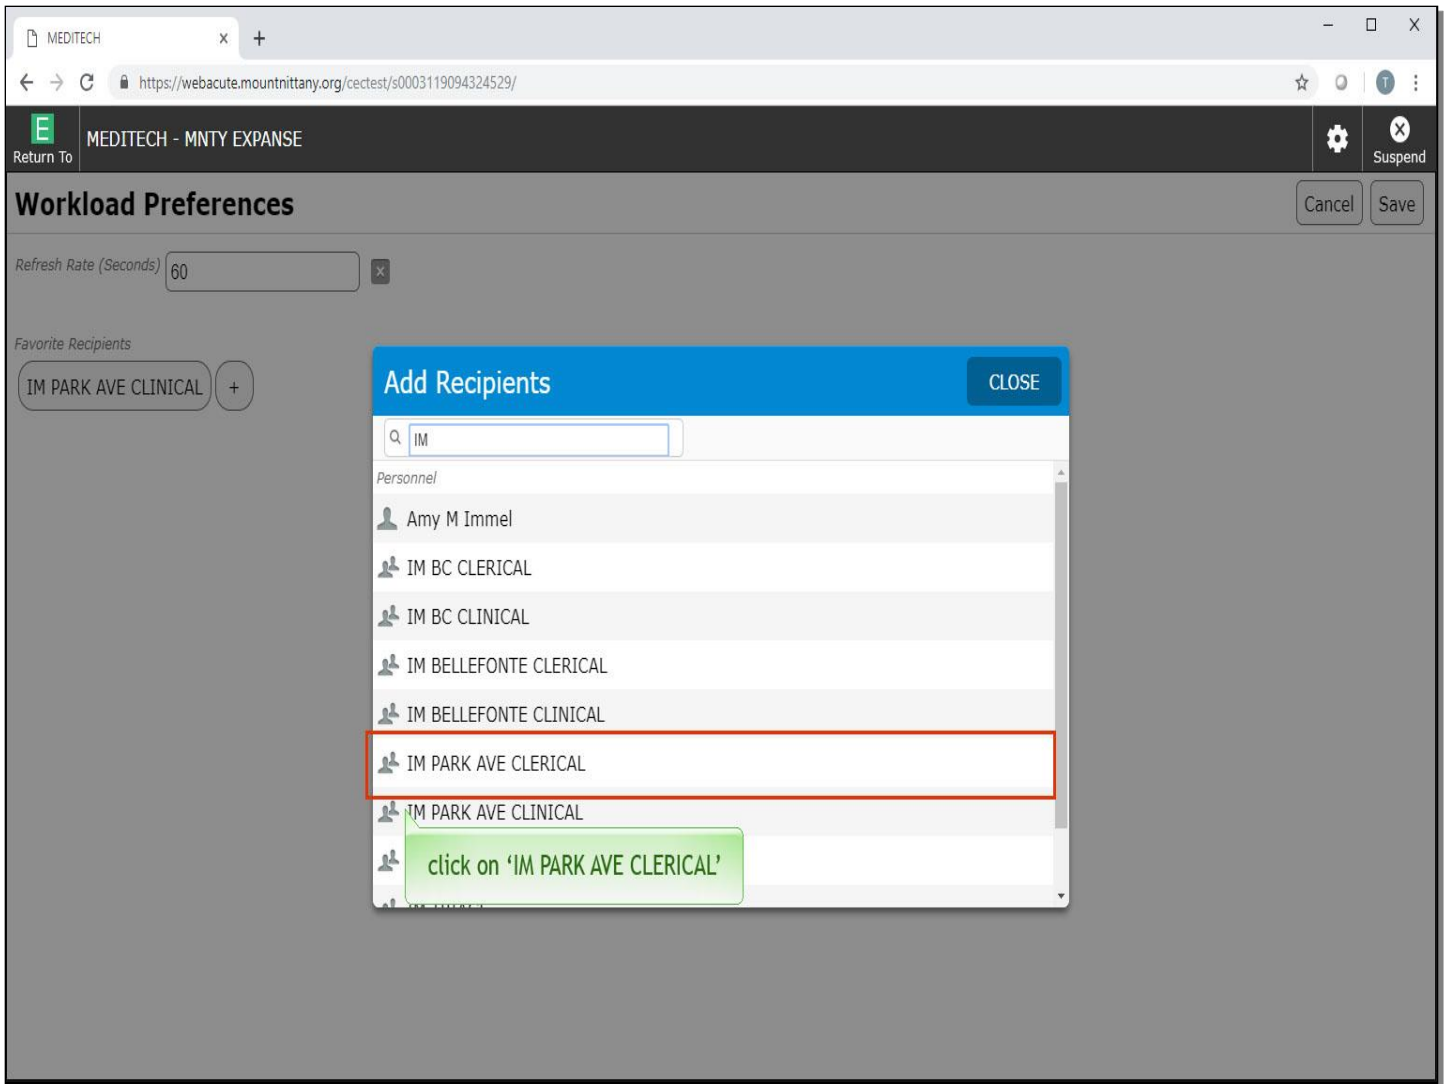 MEDITECH
https://webacute.mountnittany.org/cectest/s0003119094324529/
T
E
Return To
MEDITECH - MNTY EXPANSE
Suspend
Workload Preferences
Cancel
Save
Refresh Rate (Seconds)
60
Favorite Recipients
IM PARK AVE CLINICAL
+
Add Recipients
CLOSE
IM
Personnel
Amy M Immel
IM BC CLERICAL
IM BC CLINICAL
IM BELLEFONTE CLERICAL
IM BELLEFONTE CLINICAL
IM PARK AVE CLERICAL
IM PARK AVE CLINICAL
click on ‘IM PARK AVE CLERICAL’